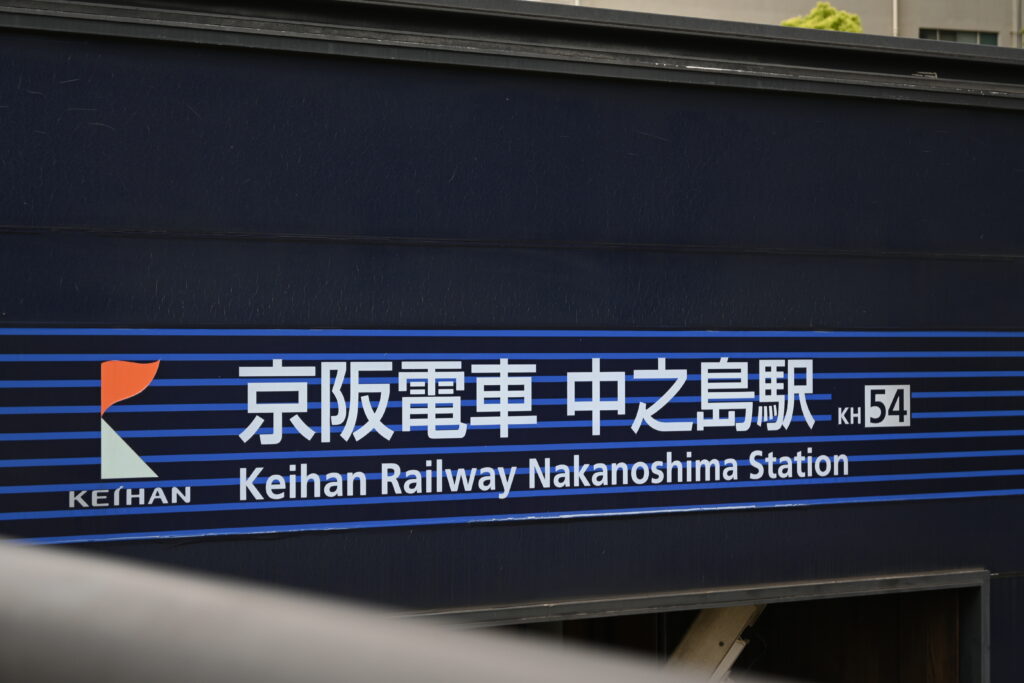 京阪電車 中之島駅 KH 54
Keihan Railway Nakanoshima Station
KEIHAN